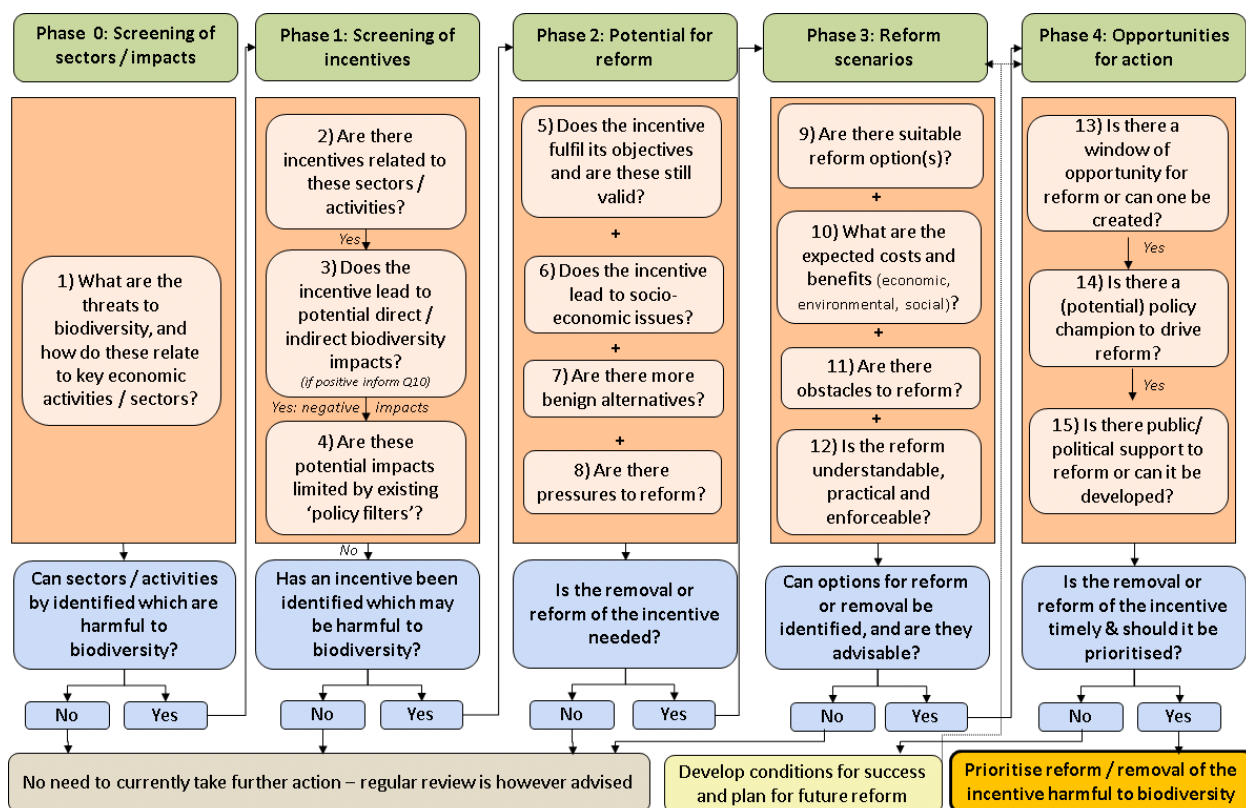 Phase 0: Screening of
sectors / impacts
Phase 1: Screening of
incentives
Phase 2: Potential for
reform
Phase 3: Reform
scenarios
Phase 4: Opportunities
for action
1) What are the
threats to
biodiversity, and
how do these relate
to key economic
activities / sectors?
2) Are there
incentives related to
these sectors /
activities?
Yes
3) Does the
incentive lead to
potential direct /
indirect biodiversity
impacts?
(if positive inform Q10)
Yes: negative impacts
4) Are these
potential impacts
limited by existing
‘policy filters’?
No
5) Does the incentive
fulfil its objectives
and are these still
valid?
+
6) Does the incentive
lead to socio-
economic issues?
+
7) Are there more
benign alternatives?
+
8) Are there
pressures to reform?
9) Are there suitable
reform option(s)?
+
10) What are the
expected costs and
benefits (economic,
environmental, social)?
+
11) Are there
obstacles to reform?
+
12) Is the reform
understandable,
practical and
enforceable?
13) Is there a
window of
opportunity for
reform or can one be
created?
Yes
14) Is there a
(potential) policy
champion to drive
reform?
Yes
15) Is there public/
political support to
reform or can it be
developed?
Can sectors / activities
by identified which are
harmful to
biodiversity?
Has an incentive been
identified which may
be harmful to
biodiversity?
Is the removal or
reform of the incentive
needed?
Can options for reform
or removal be
identified, and are they
advisable?
Is the removal or
reform of the incentive
timely & should it be
prioritised?
No
Yes
No
Yes
No
Yes
No
Yes
No
Yes
No need to currently take further action – regular review is however advised
Develop conditions for success
and plan for future reform
Prioritise reform / removal of the
incentive harmful to biodiversity